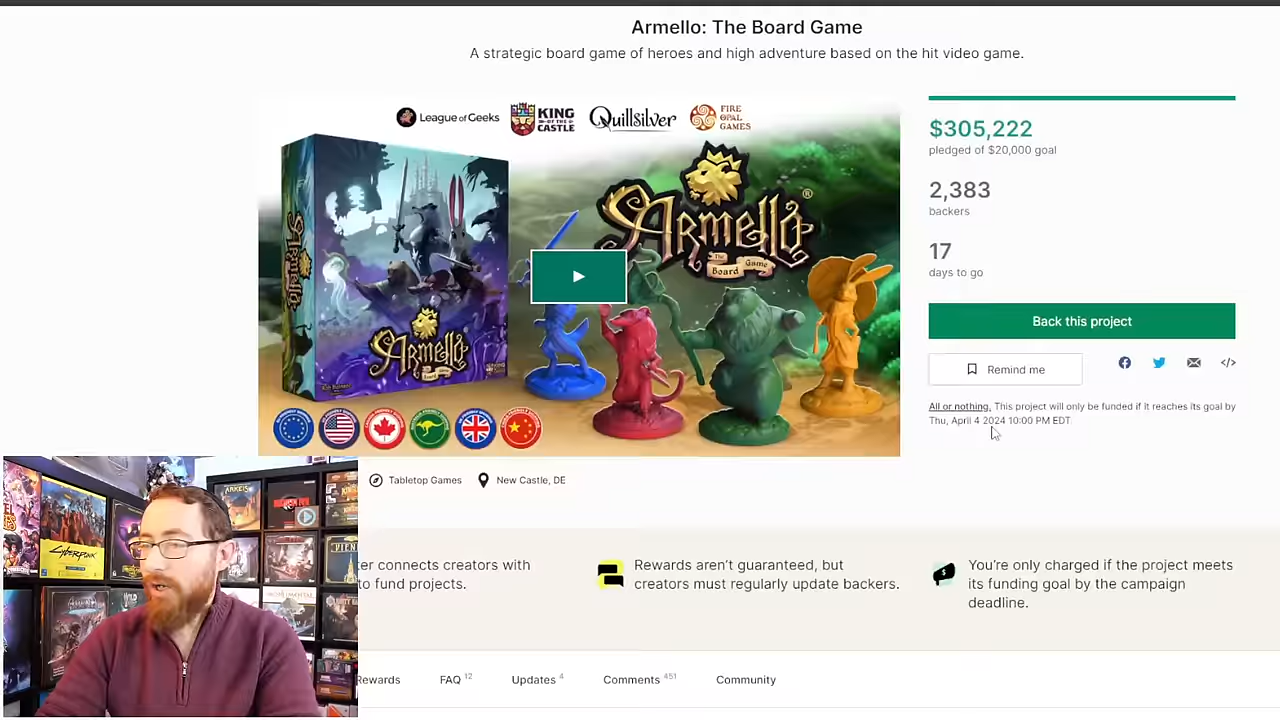 Armello: The Board Game
A strategic board game of heroes and high adventure based on the hit video game.
League of Geeks
KING
OF THE
CASTLE
Quillsilver
FIRE
OPAL
GAMES
ARMELLO
The
Board Game
ARMELLO
ARMELLO
$305,222
pledged of $20,000 goal
2,383
backers
17
days to go
Back this project
Remind me
All or nothing. This project will only be funded if it reaches its goal by
Thu, April 4 2024 10:00 PM EDT.
Tabletop Games
New Castle, DE
ter connects creators with
to fund projects.
Rewards aren't guaranteed, but
creators must regularly update backers.
You're only charged if the project meets
its funding goal by the campaign
deadline.
Rewards
FAQ 12
Updates 4
Comments 451
Community
CYBERPUNK